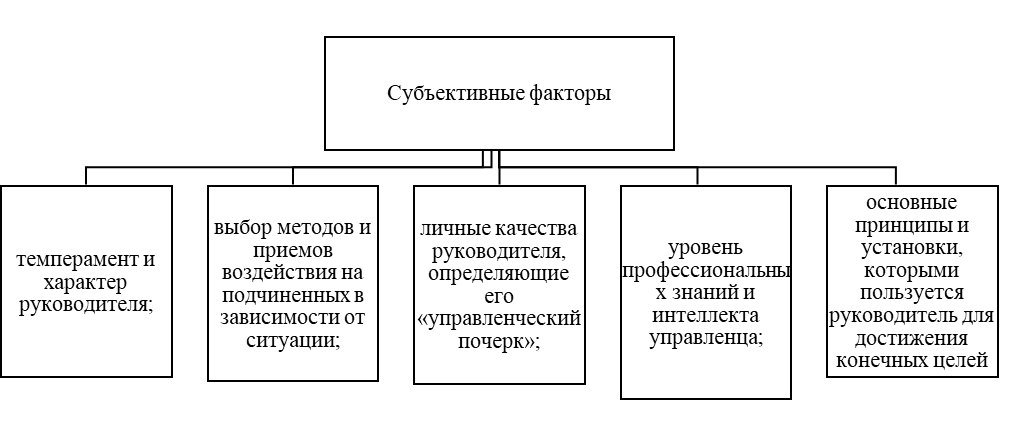 Субъективные факторы
темперамент и
характер
руководителя;
выбор методов и
приемов
воздействия на
подчиненных в
зависимости от
ситуации;
личные качества
руководителя,
определяющие
его
«управленческий
почерк»;
уровень
профессиональны
х знаний и
интеллекта
управленца;
основные
принципы и
установки,
которыми
пользуется
руководитель для
достижения
конечных целей